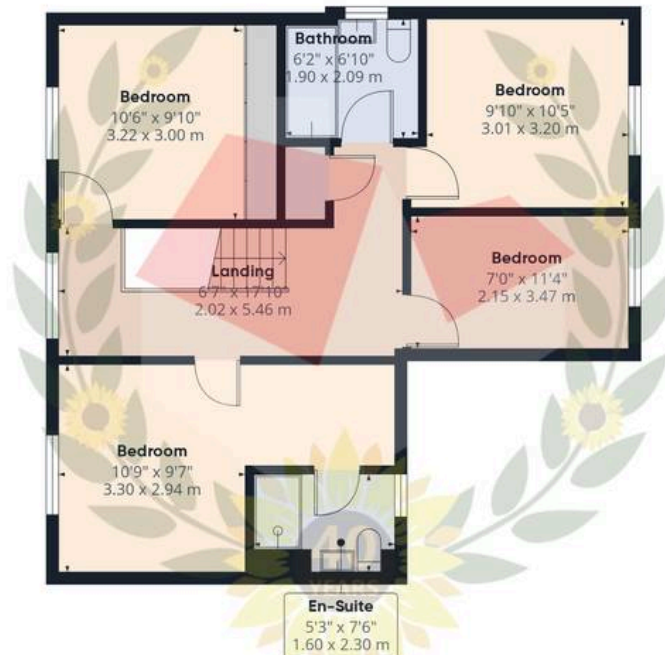 Bathroom
6'2" x 6'10"
1.90 x 2.09 m
Bedroom
10'6" x 9'10"
3.22 x 3.00 m
Bedroom
9'10" x 10'5"
3.01 x 3.20 m
Landing
6'7" x 17'10"
2.02 x 5.46 m
Bedroom
7'0" x 11'4"
2.15 x 3.47 m
Bedroom
10'9" x 9'7"
3.30 x 2.94 m
40
YEARS
En-Suite
5'3" x 7'6"
1.60 x 2.30 m